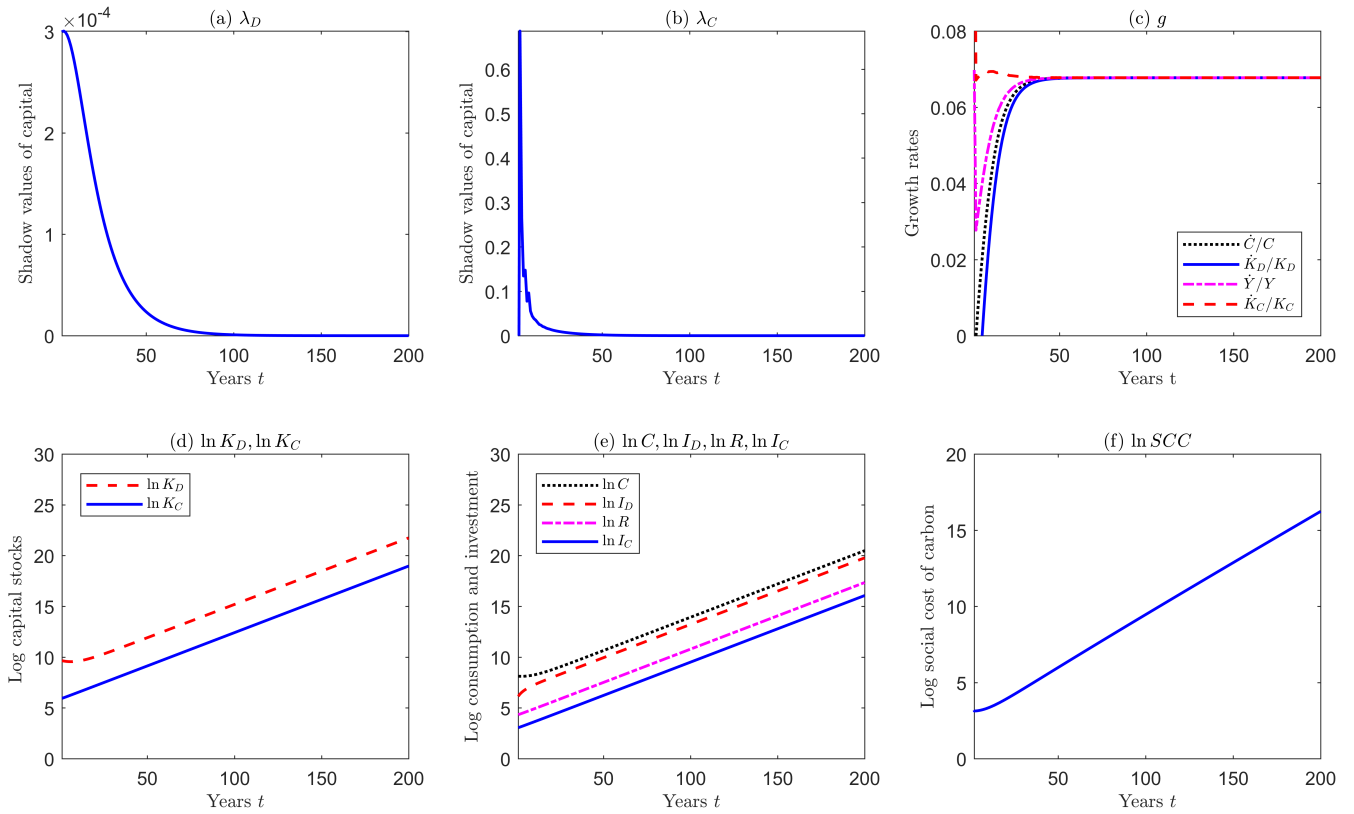 (a) λ_D
×10⁻⁴
Shadow values of capital
3
2
1
0
50
100
150
200
Years t
(b) λ_C
Shadow values of capital
0.6
0.5
0.4
0.3
0.2
0.1
0
50
100
150
200
Years t
(c) g
Growth rates
0.08
0.06
0.04
0.02
0
50
100
150
200
Years t
Ċ/C
K̇_D/K_D
Ẏ/Y
K̇_C/K_C
(d) ln K_D, ln K_C
Log capital stocks
30
25
20
15
10
5
0
50
100
150
200
Years t
ln K_D
ln K_C
(e) ln C, ln I_D, ln R, ln I_C
Log consumption and investment
30
25
20
15
10
5
0
50
100
150
200
Years t
ln C
ln I_D
ln R
ln I_C
(f) ln SCC
Log social cost of carbon
20
15
10
5
0
50
100
150
200
Years t